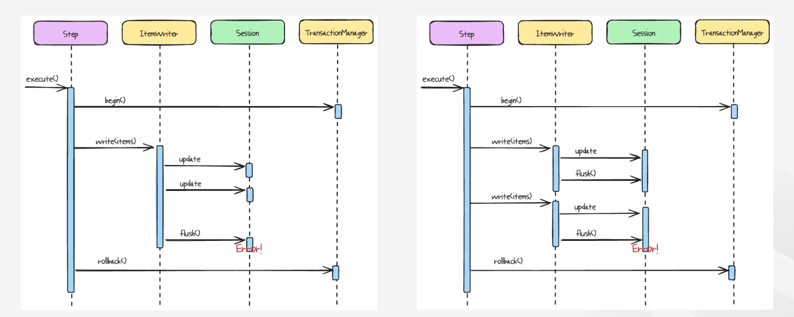 Step
ItemWriter
Session
TransactionManager
execute()
begin()
write(items)
update
update
flush()
Error!
rollback()
Step
ItemWriter
Session
TransactionManager
execute()
begin()
write(items)
update
flush()
write(items)
update
flush()
Error!
rollback()